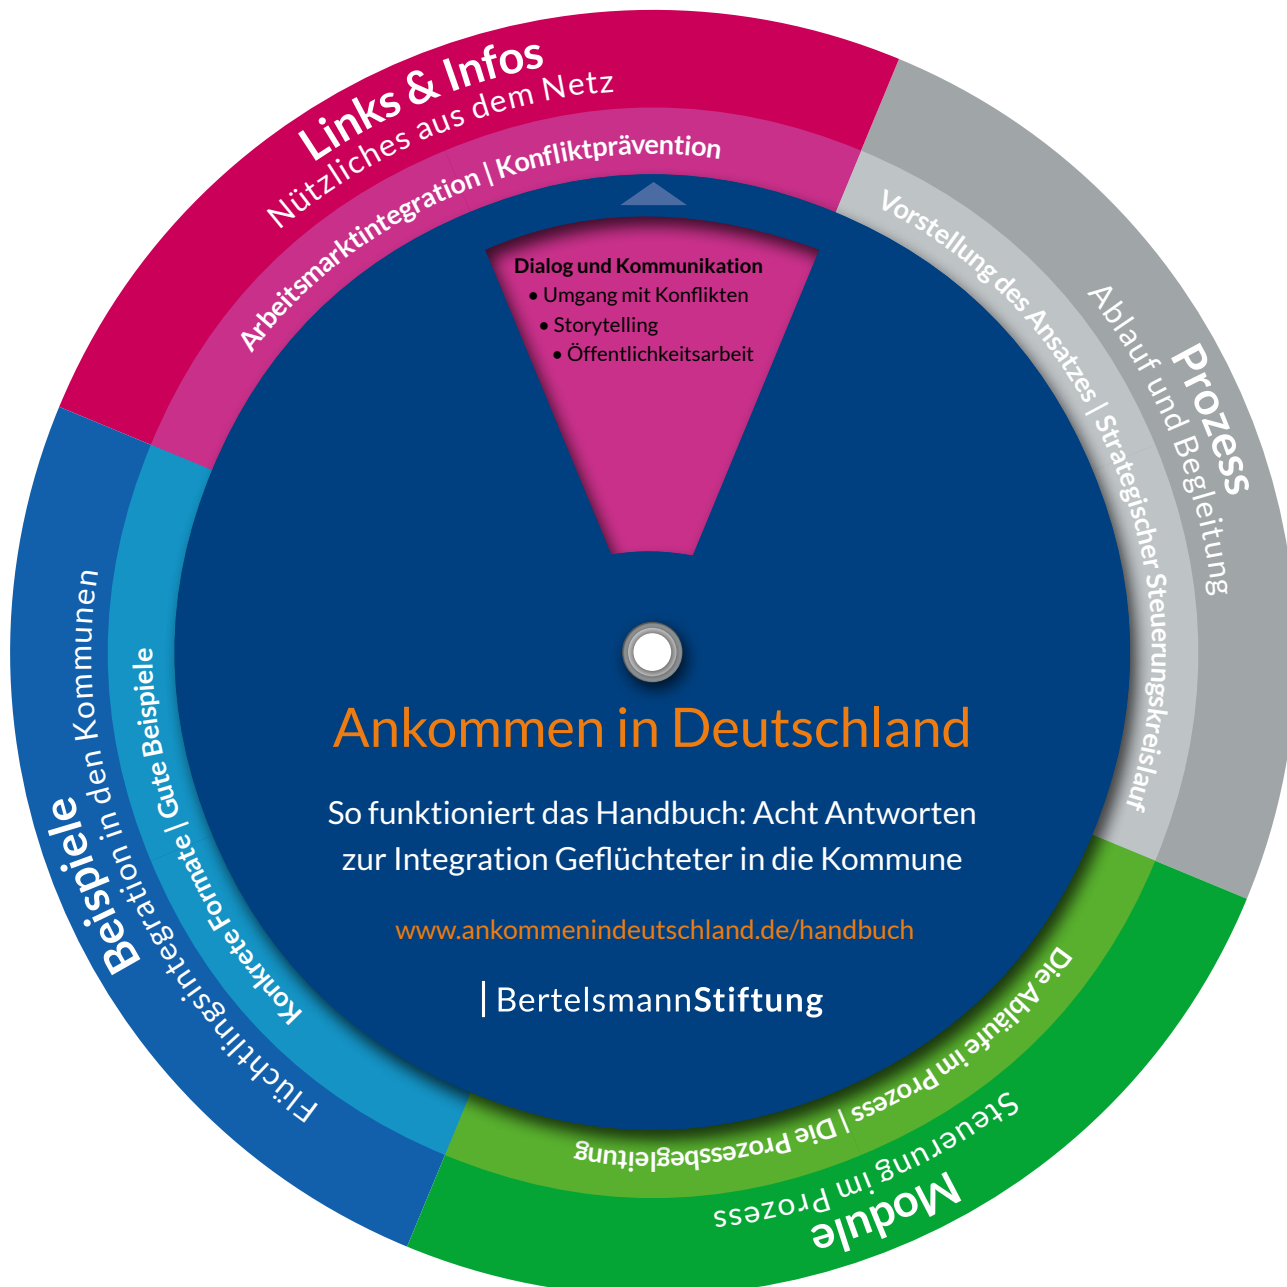 Links & Infos
Nützliches aus dem Netz
Arbeitsmarktintegration | Konfliktprävention
Prozess
Ablauf und Begleitung
Vorstellung des Ansatzes | Strategischer Steuerungskreislauf
Dialog und Kommunikation
• Umgang mit Konflikten
• Storytelling
• Öffentlichkeitsarbeit
Ankommen in Deutschland
So funktioniert das Handbuch: Acht Antworten
zur Integration Geflüchteter in die Kommune
www.ankommenindeutschland.de/handbuch
| BertelsmannStiftung
Die Abläufe im Prozess | Die Prozessbegleitung
Steuerung im Prozess
Module
Beispiele
Flüchtlingsintegration in den Kommunen
Konkrete Formate | Gute Beispiele